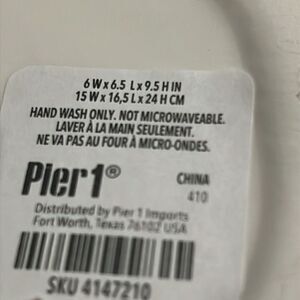 6 W x 6.5 L x 9.5 H IN
15 W x 16,5 L x 24 H CM
HAND WASH ONLY. NOT MICROWAVEABLE.
LAVER À LA MAIN SEULEMENT.
NE VA PAS AU FOUR À MICRO-ONDES.
Pier1® CHINA
410
Distributed by Pier 1 Imports
Fort Worth, Texas 76102 USA
SKU 4147210